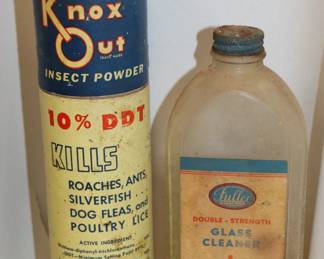 Knox
Out
INSECT POWDER
10% DDT
KILLS
ROACHES, ANTS,
SILVERFISH
DOG FLEAS, and
POULTRY LICE
ACTIVE INGREDIENT
Fuller
DOUBLE-STRENGTH
GLASS
CLEANER